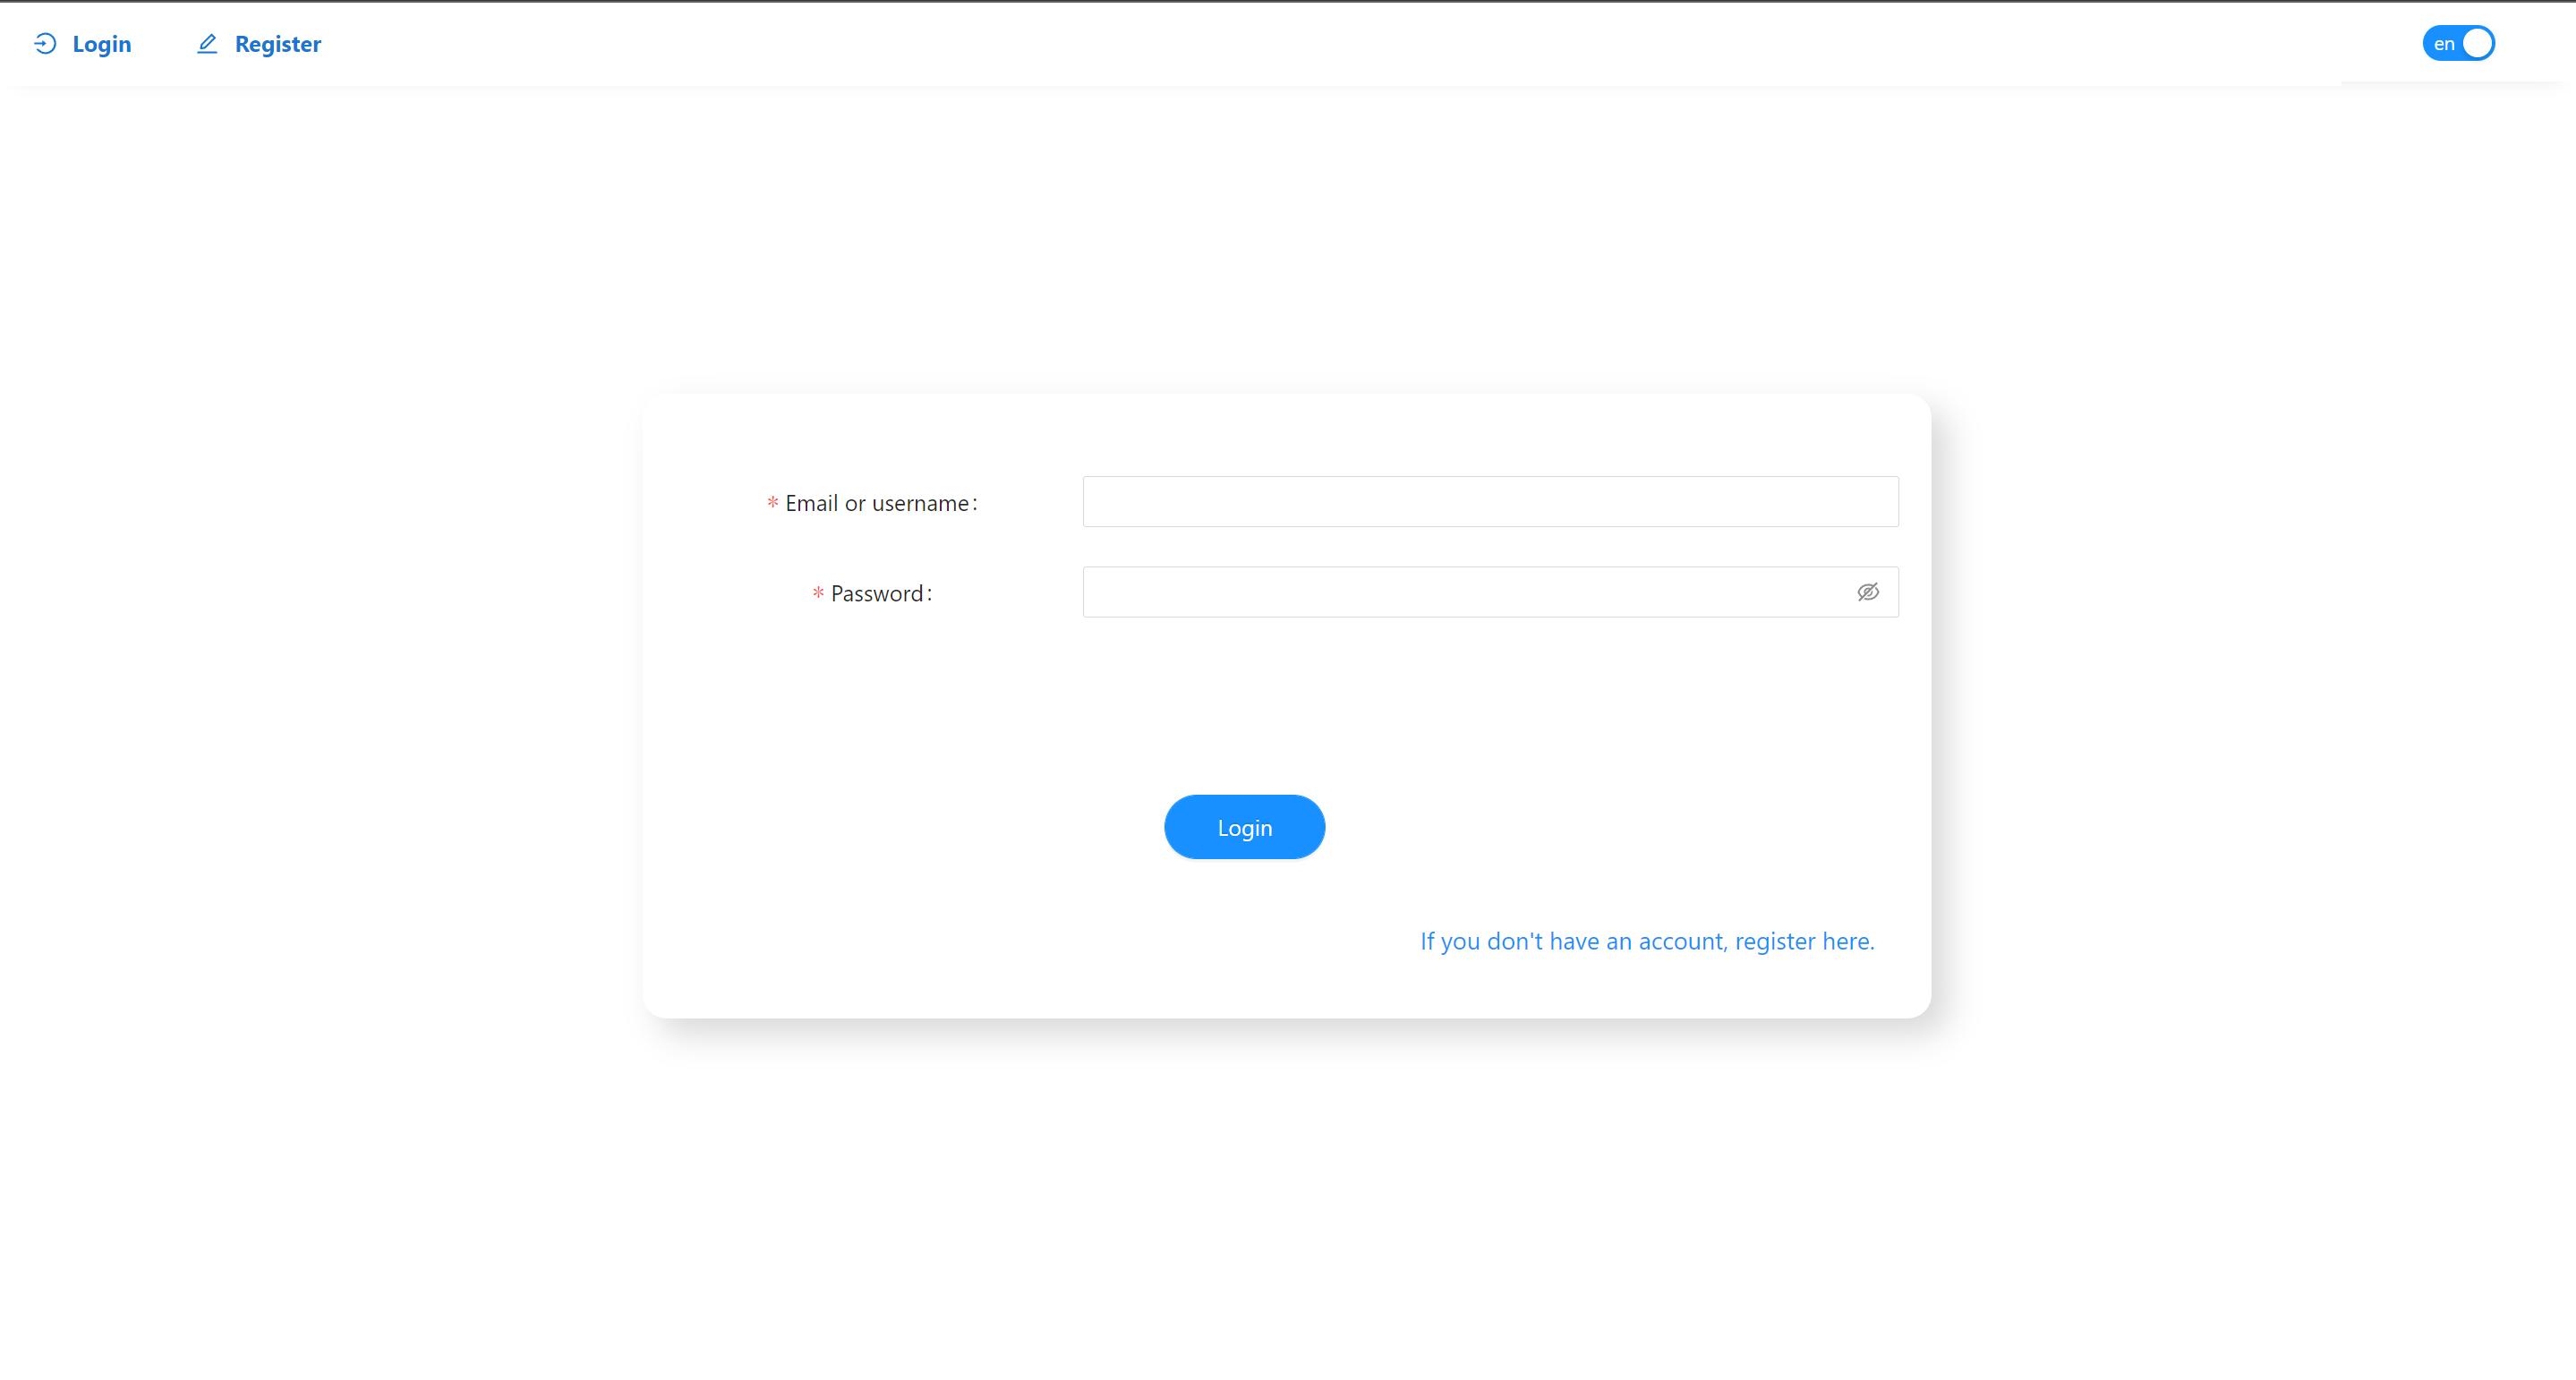 Login Register en
* Email or username:
* Password:
Login
If you don't have an account, register here.